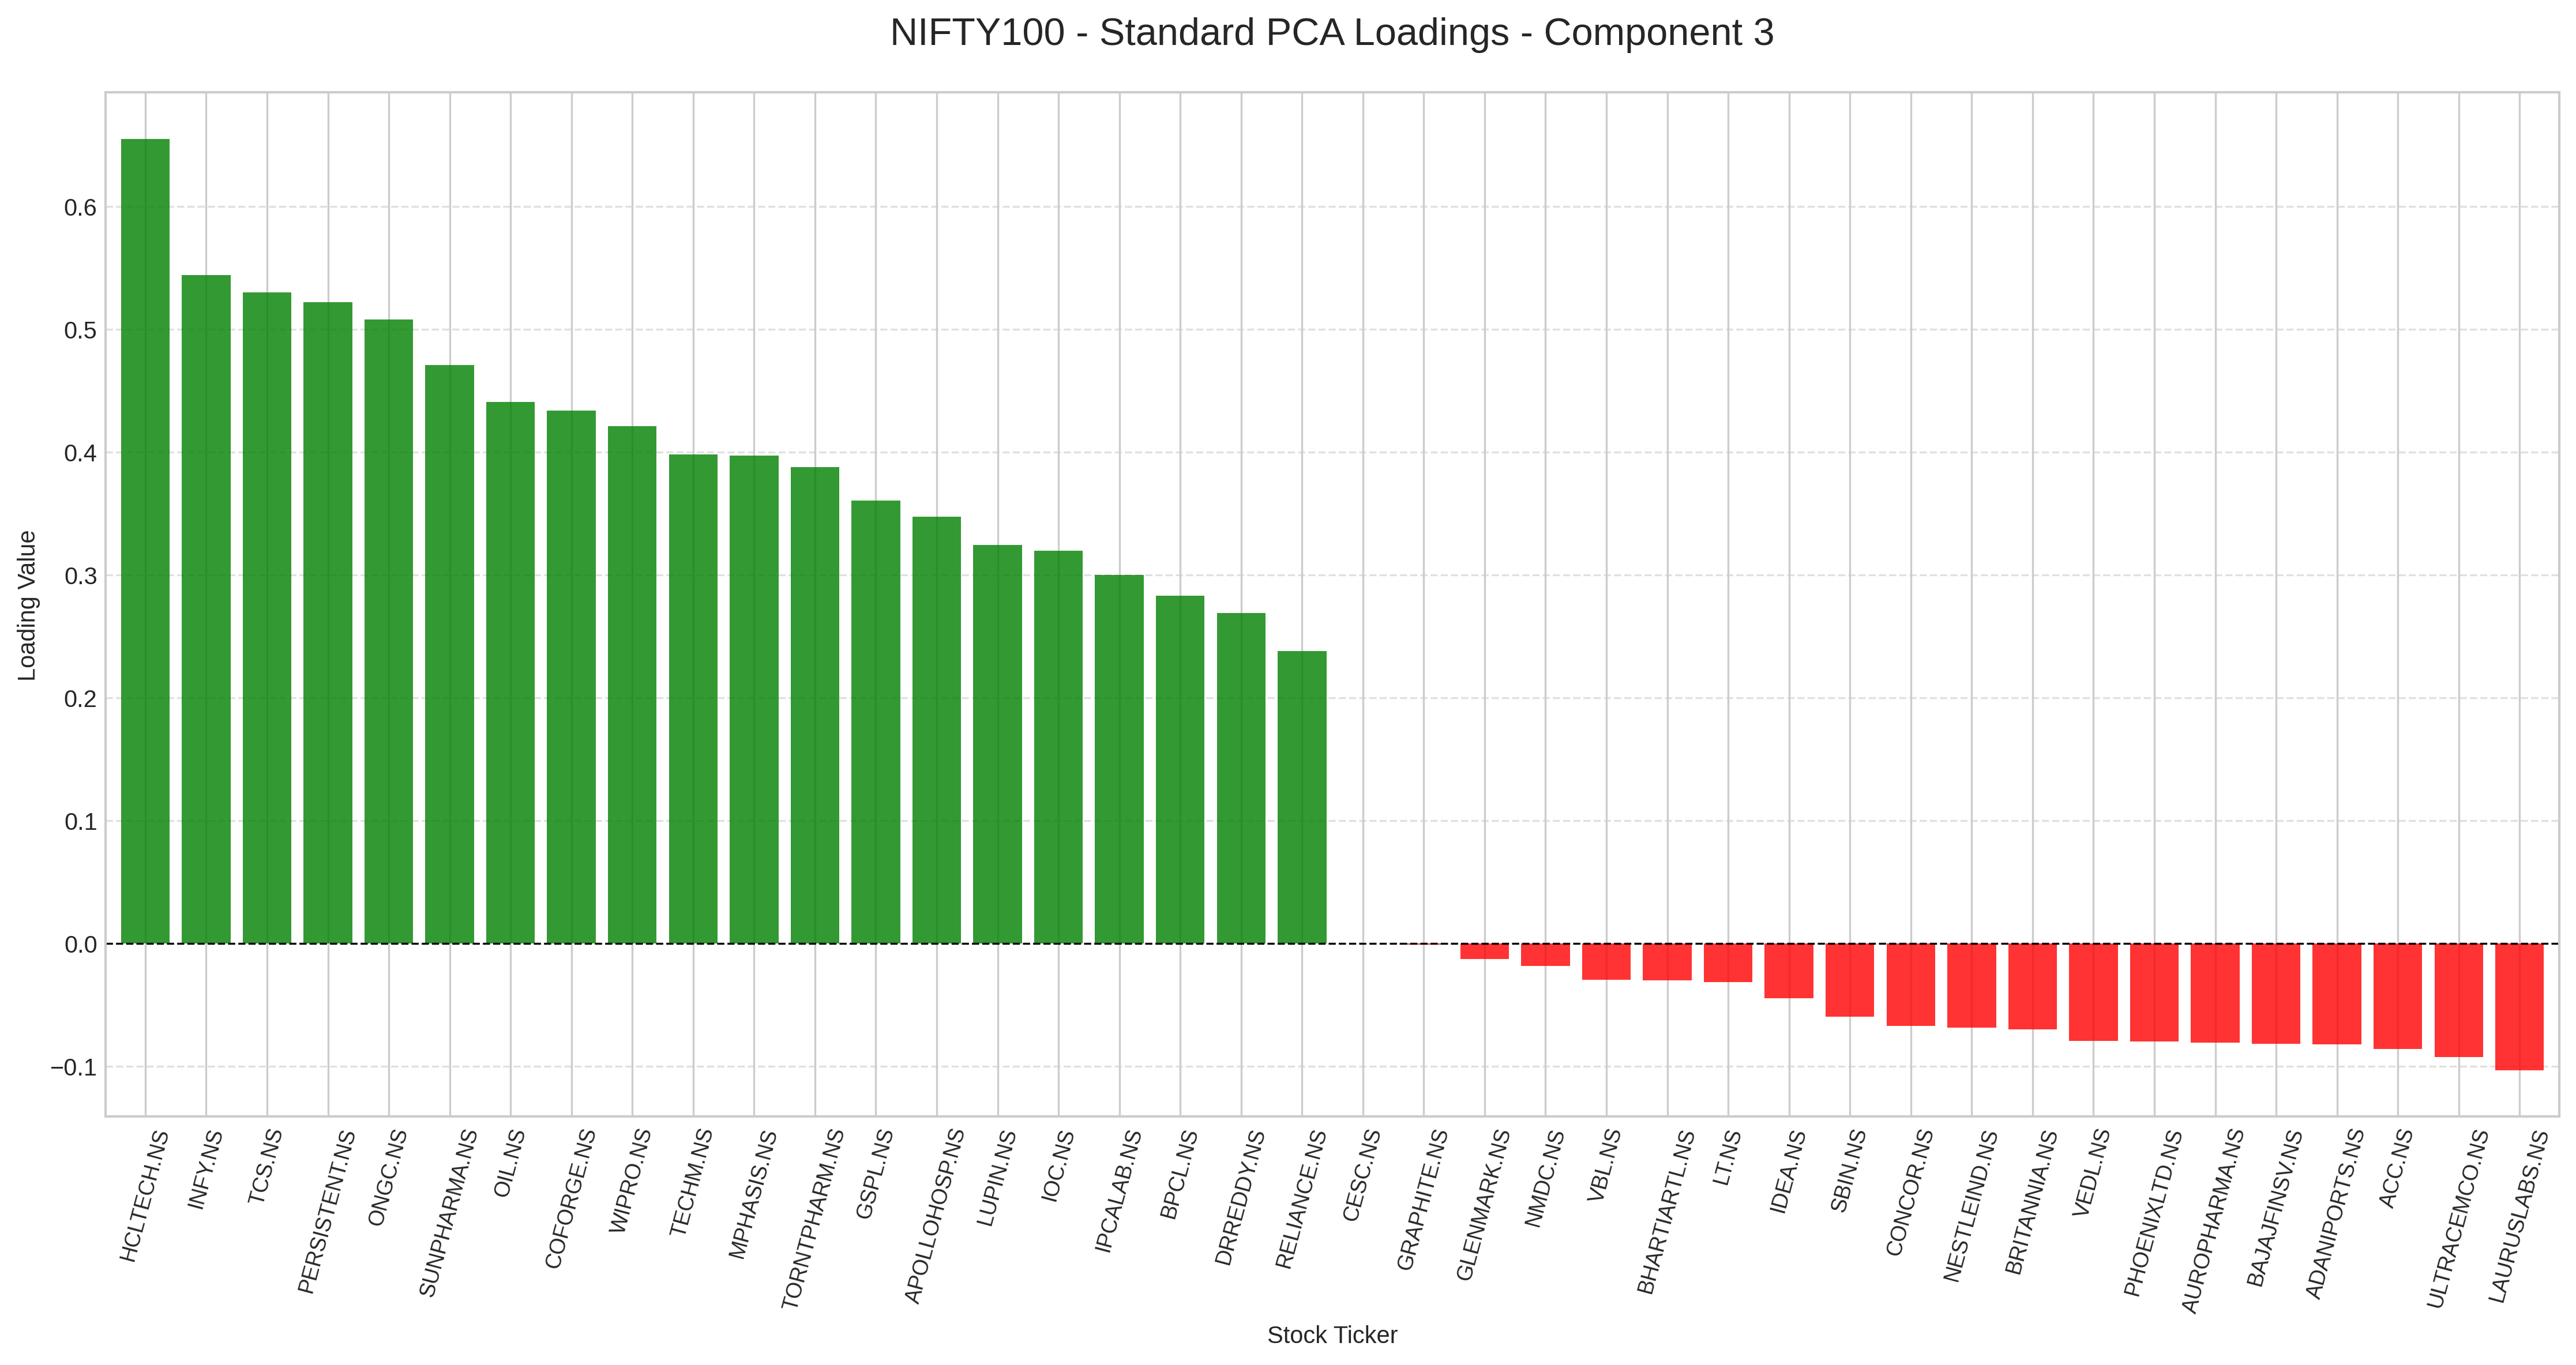 NIFTY100 - Standard PCA Loadings - Component 3
Loading Value
0.6
0.5
0.4
0.3
0.2
0.1
0.0
−0.1
HCLTECH.NS
INFY.NS
TCS.NS
PERSISTENT.NS
ONGC.NS
SUNPHARMA.NS
OIL.NS
COFORGE.NS
WIPRO.NS
TECHM.NS
MPHASIS.NS
TORNTPHARM.NS
GSPL.NS
APOLLOHOSP.NS
LUPIN.NS
IOC.NS
IPCALAB.NS
BPCL.NS
DRREDDY.NS
RELIANCE.NS
CESC.NS
GRAPHITE.NS
GLENMARK.NS
NMDC.NS
VBL.NS
BHARTIARTL.NS
LT.NS
IDEA.NS
SBIN.NS
CONCOR.NS
NESTLEIND.NS
BRITANNIA.NS
VEDL.NS
PHOENIXLTD.NS
AUROPHARMA.NS
BAJAJFINSV.NS
ADANIPORTS.NS
ACC.NS
ULTRACEMCO.NS
LAURUSLABS.NS
Stock Ticker